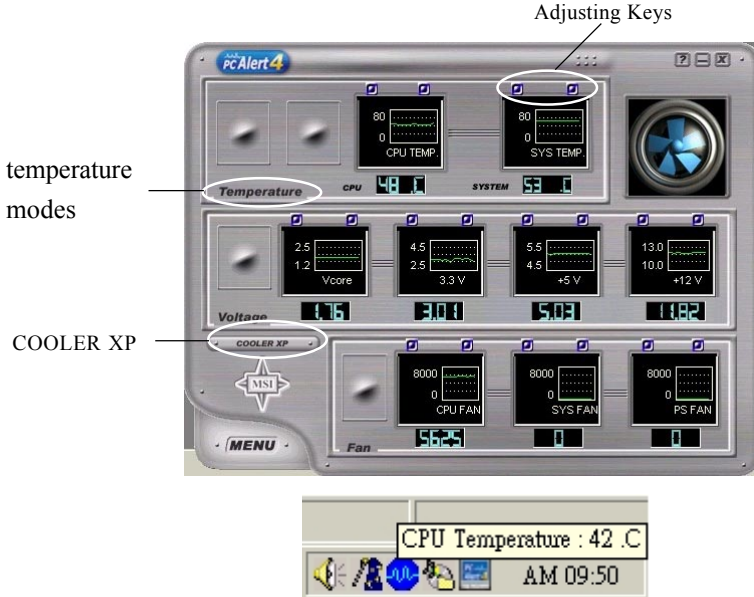 Adjusting Keys
PC Alert 4
? — X
80
0
CPU TEMP.
80
0
SYS TEMP.
temperature
modes
Temperature
CPU 48 .C
SYSTEM 53 .C
2.5
1.2
Vcore
4.5
2.5
3.3 V
5.5
4.5
+5 V
13.0
10.0
+12 V
Voltage
1.76
3.01
5.03
11.82
COOLER XP
COOLER XP
8000
0
CPU FAN
8000
0
SYS FAN
8000
0
PS FAN
MSI
MENU
Fan
5625
0
0
CPU Temperature : 42 .C
AM 09:50